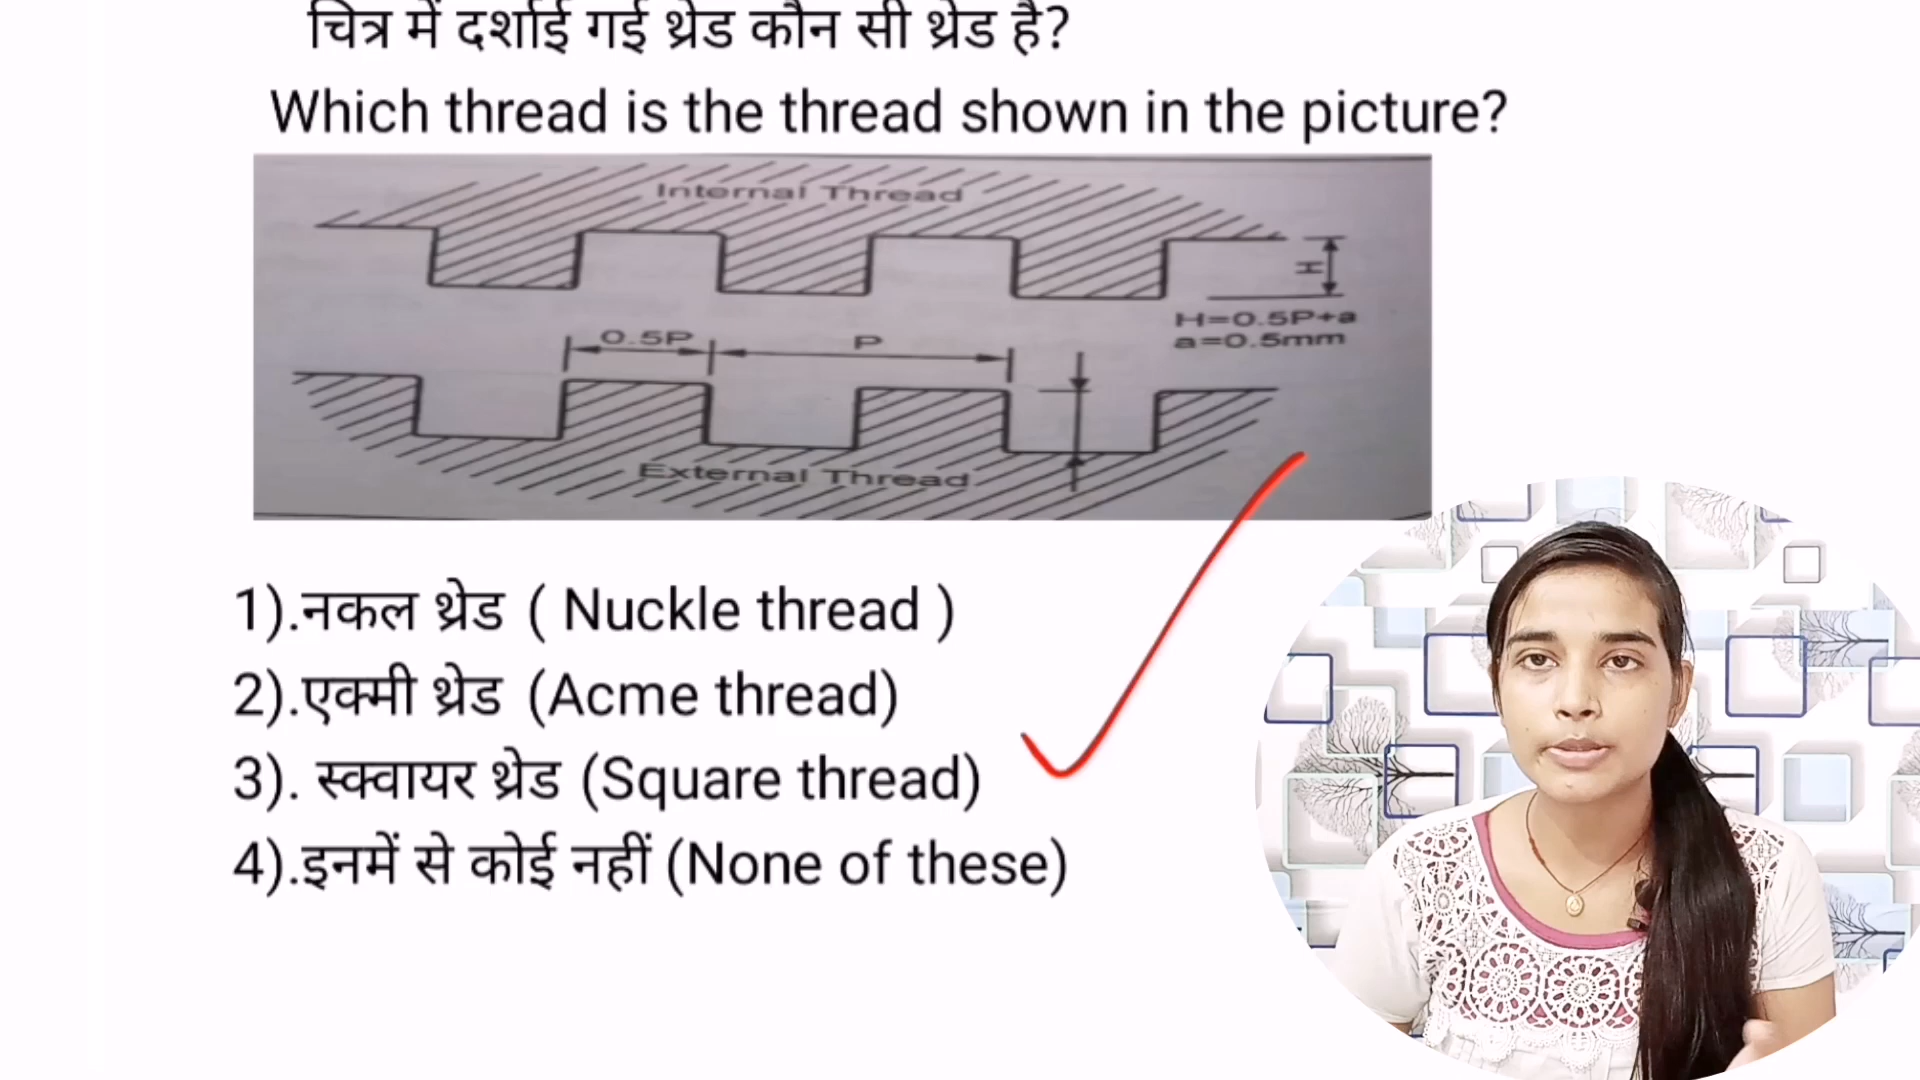 चित्र में दर्शाई गई थ्रेड कौन सी थ्रेड है?
Which thread is the thread shown in the picture?
Internal Thread
H
H=0.5P+a
a=0.5mm
0.5P
P
External Thread
1).नकल थ्रेड ( Nuckle thread )
2).एक्मी थ्रेड (Acme thread)
3). स्क्वायर थ्रेड (Square thread)
4).इनमें से कोई नहीं (None of these)